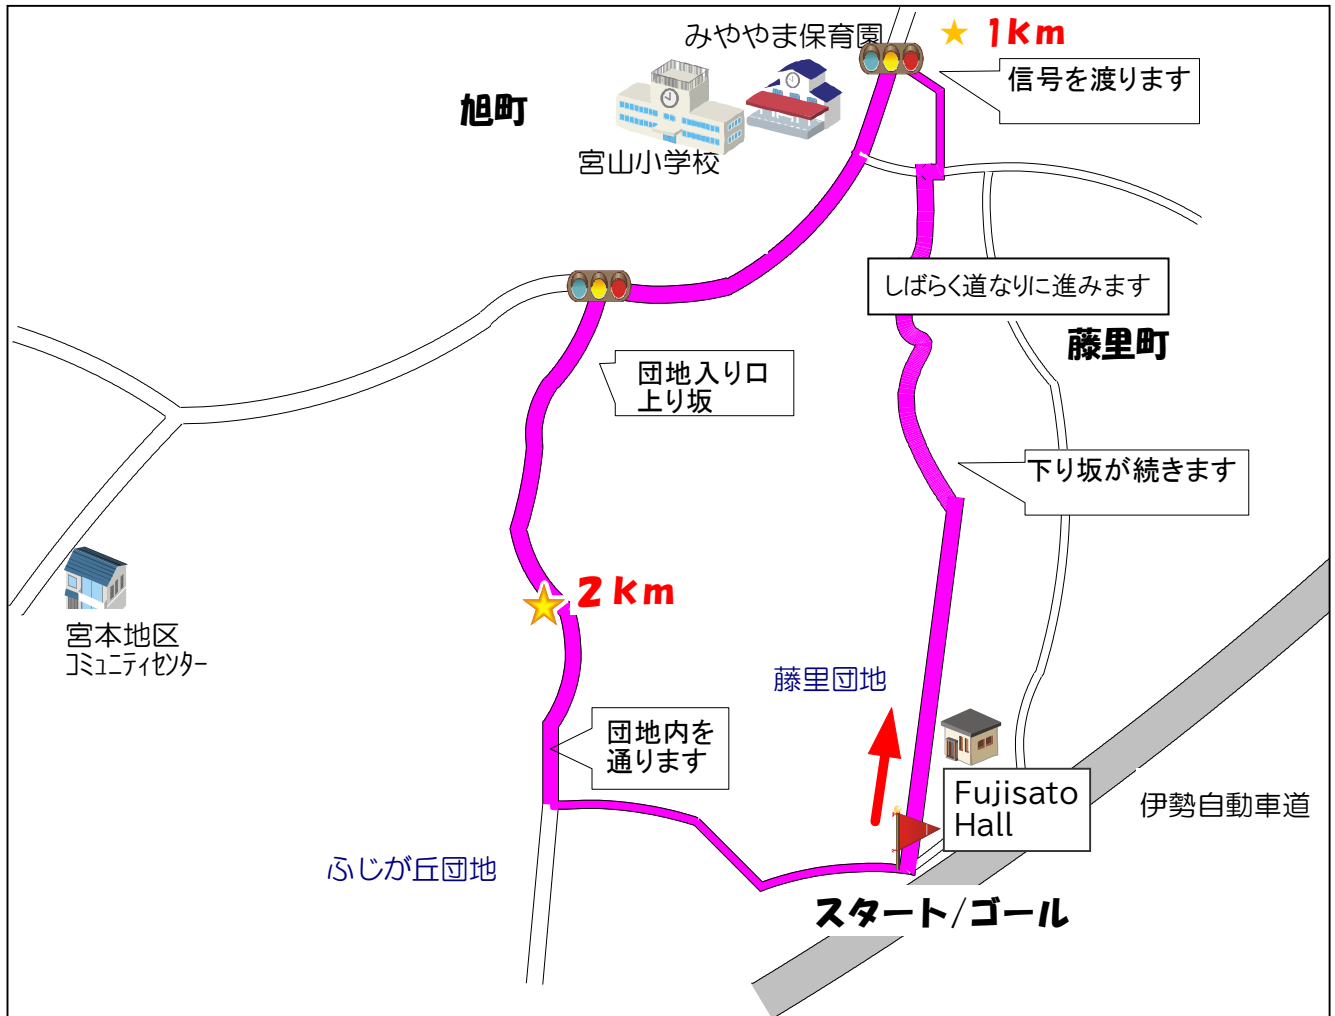 みややま保育園
1km
信号を渡ります
旭町
宮山小学校
しばらく道なりに進みます
藤里町
団地入り口
上り坂
下り坂が続きます
2km
宮本地区
コミュニティセンター
藤里団地
団地内を
通ります
Fujisato
Hall
伊勢自動車道
ふじが丘団地
スタート/ゴール